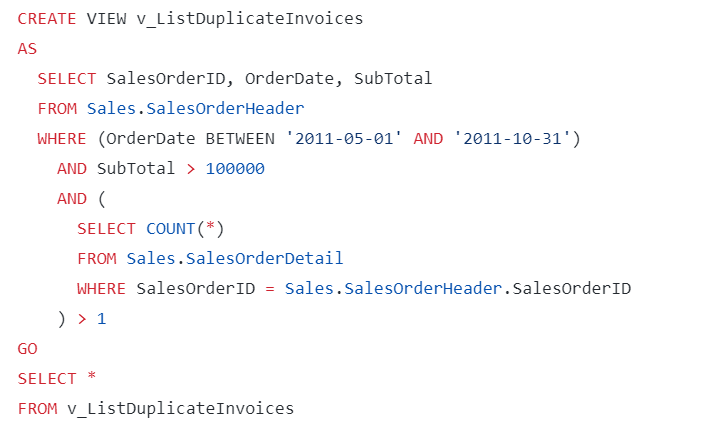 CREATE VIEW v_ListDuplicateInvoices
AS
  SELECT SalesOrderID, OrderDate, SubTotal
  FROM Sales.SalesOrderHeader
  WHERE (OrderDate BETWEEN '2011-05-01' AND '2011-10-31')
    AND SubTotal > 100000
    AND (
      SELECT COUNT(*)
      FROM Sales.SalesOrderDetail
      WHERE SalesOrderID = Sales.SalesOrderHeader.SalesOrderID
    ) > 1
GO
SELECT *
FROM v_ListDuplicateInvoices